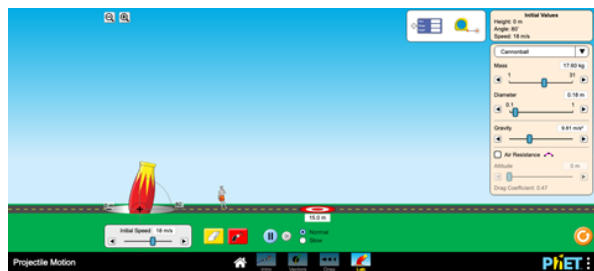 Initial Values
Height: 0 m
Angle: 80°
Speed: 18 m/s
Cannonball
Mass
17.60 kg
1
31
Diameter
0.18 m
0.1
1
Gravity
9.81 m/s²
Air Resistance
Altitude
0 m
Drag Coefficient: 0.47
80°
15.0 m
Initial Speed
18 m/s
Normal
Slow
Projectile Motion
Intro
Vectors
Drag
Lab
PhET